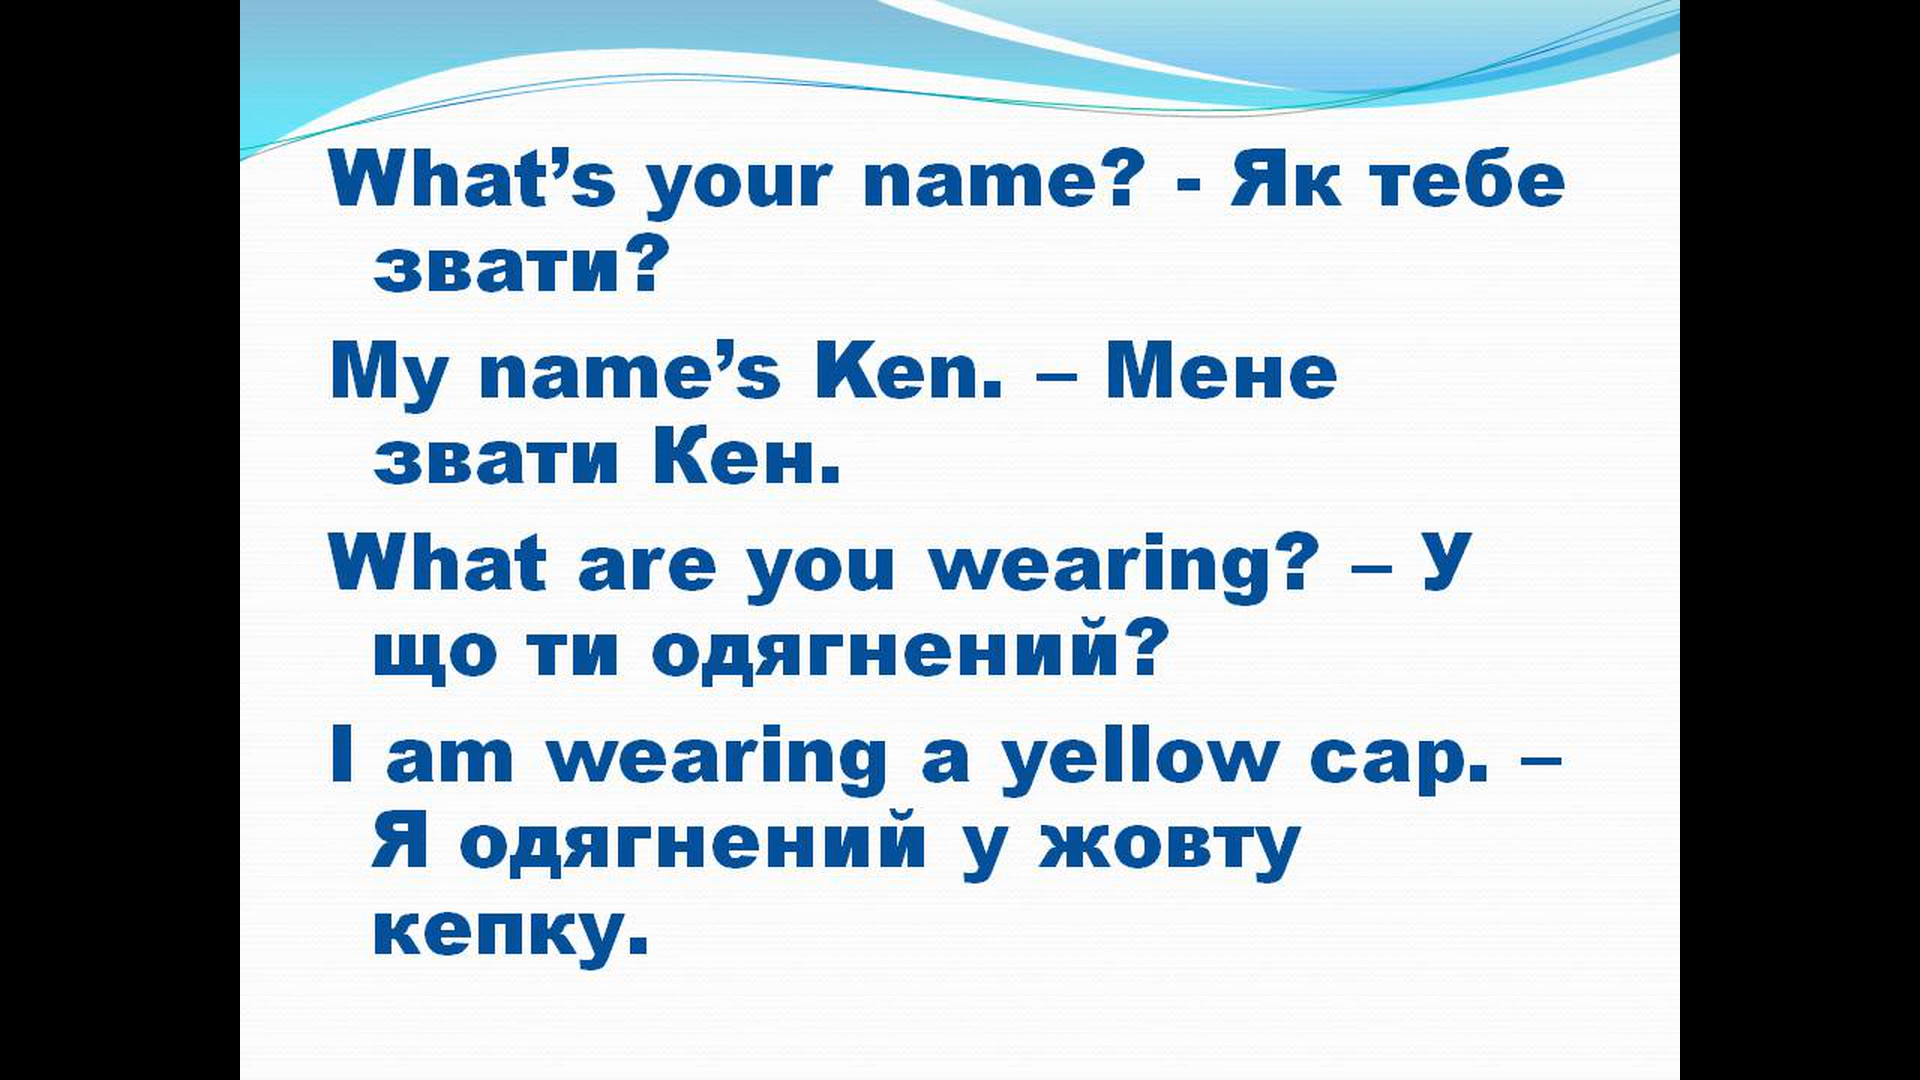 What’s your name? - Як тебе
звати?
My name’s Ken. – Мене
звати Кен.
What are you wearing? – У
що ти одягнений?
I am wearing a yellow cap. –
Я одягнений у жовту
кепку.